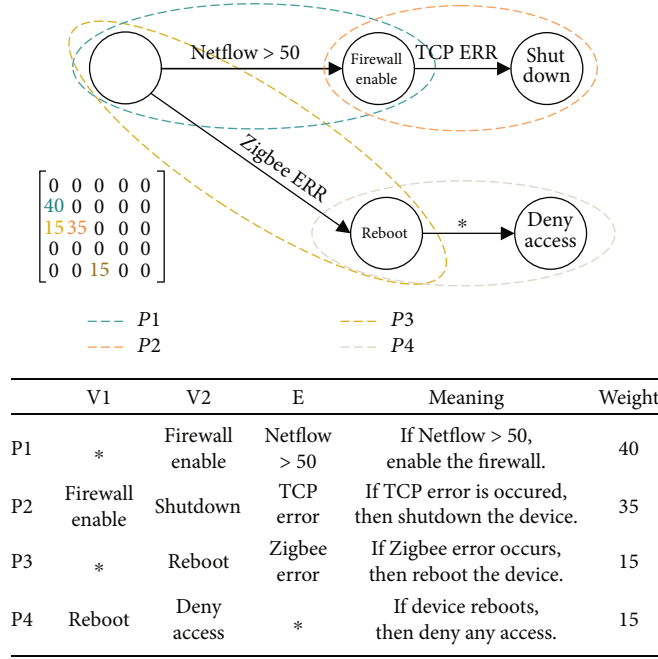 Netflow > 50
Firewall
enable
TCP ERR
Shut
down
Zigbee ERR
0 0 0 0 0
40 0 0 0 0
15 35 0 0 0
0 0 0 0 0
0 0 15 0 0
Reboot
*
Deny
access
P1
P3
P2
P4
V1 V2 E Meaning Weight
P1 * Firewall enable Netflow > 50 If Netflow > 50, enable the firewall. 40
P2 Firewall enable Shutdown TCP error If TCP error is occured, then shutdown the device. 35
P3 * Reboot Zigbee error If Zigbee error occurs, then reboot the device. 15
P4 Reboot Deny access * If device reboots, then deny any access. 15